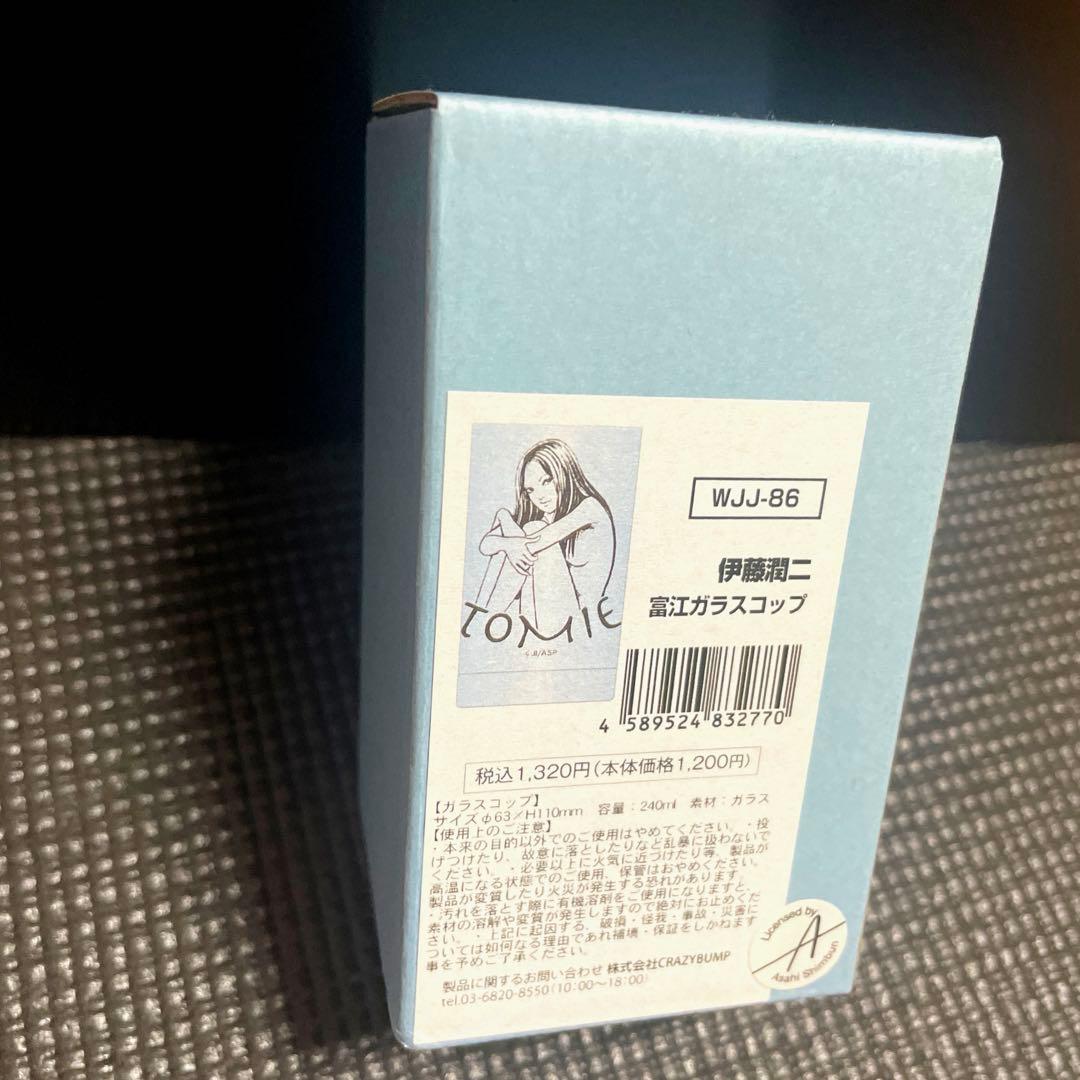 WJJ-86
伊藤潤二
富江ガラスコップ
TOMIE
©JI/ASP
4 589524 832770
税込1,320円(本体価格1,200円)
【ガラスコップ】
サイズφ63／H110mm 容量：240ml 素材：ガラス
【使用上のご注意】
・本来の目的以外でのご使用はやめてください。・投
げつけたり、故意に落としたりなど乱暴に扱わないで
ください。・必要以上に火気に近づけたり等、製品が
高温になる状態でのご使用、保管はおやめください。
製品が変質したり火災が発生する恐れがあります。
・汚れを落とす際に有機溶剤をご使用になりますと、
素材の溶解や変質が発生しますので絶対にお止めくだ
さい。・上記に起因する、破損・怪我・事故・災害に
ついては如何なる理由であれ補填・保証をしかねます
事を予めご了承ください。
製品に関するお問い合わせ 株式会社CRAZYBUMP
tel.03-6820-8550(10:00～18:00)
Licensed by
A
Asahi Shimbun